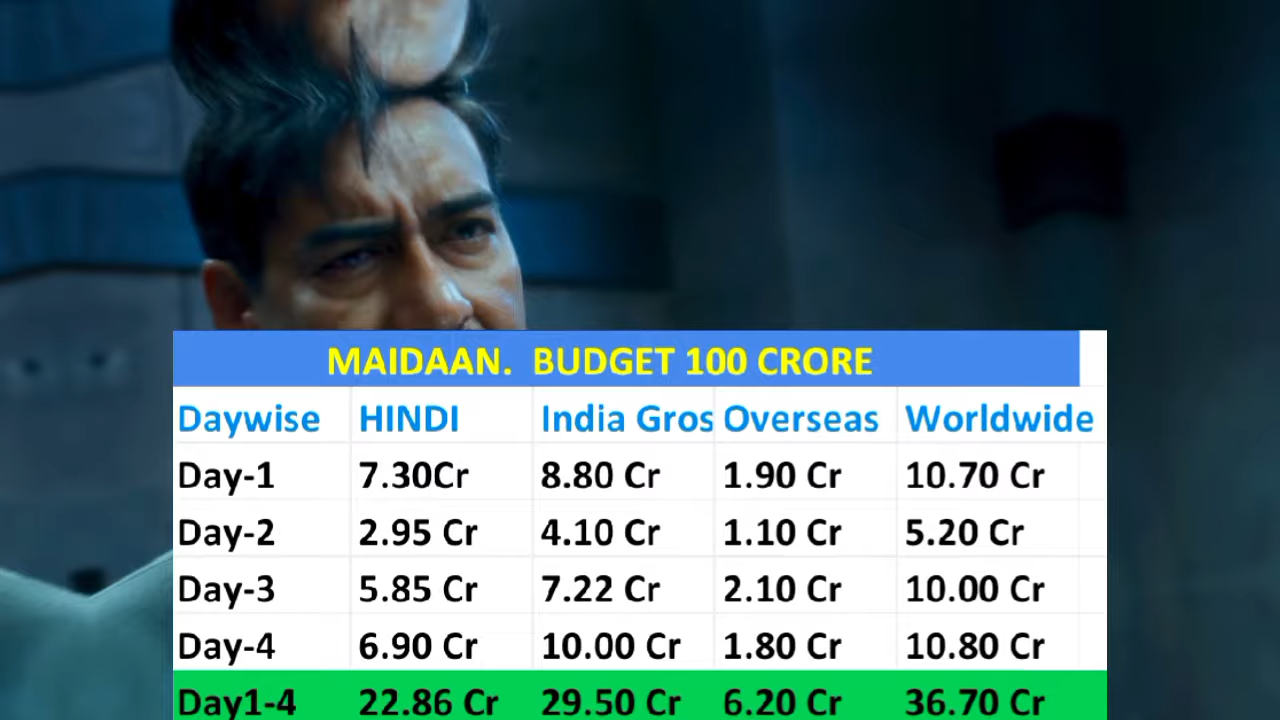 MAIDAAN. BUDGET 100 CRORE
Daywise HINDI India Gros Overseas Worldwide
Day-1 7.30Cr 8.80 Cr 1.90 Cr 10.70 Cr
Day-2 2.95 Cr 4.10 Cr 1.10 Cr 5.20 Cr
Day-3 5.85 Cr 7.22 Cr 2.10 Cr 10.00 Cr
Day-4 6.90 Cr 10.00 Cr 1.80 Cr 10.80 Cr
Day1-4 22.86 Cr 29.50 Cr 6.20 Cr 36.70 Cr